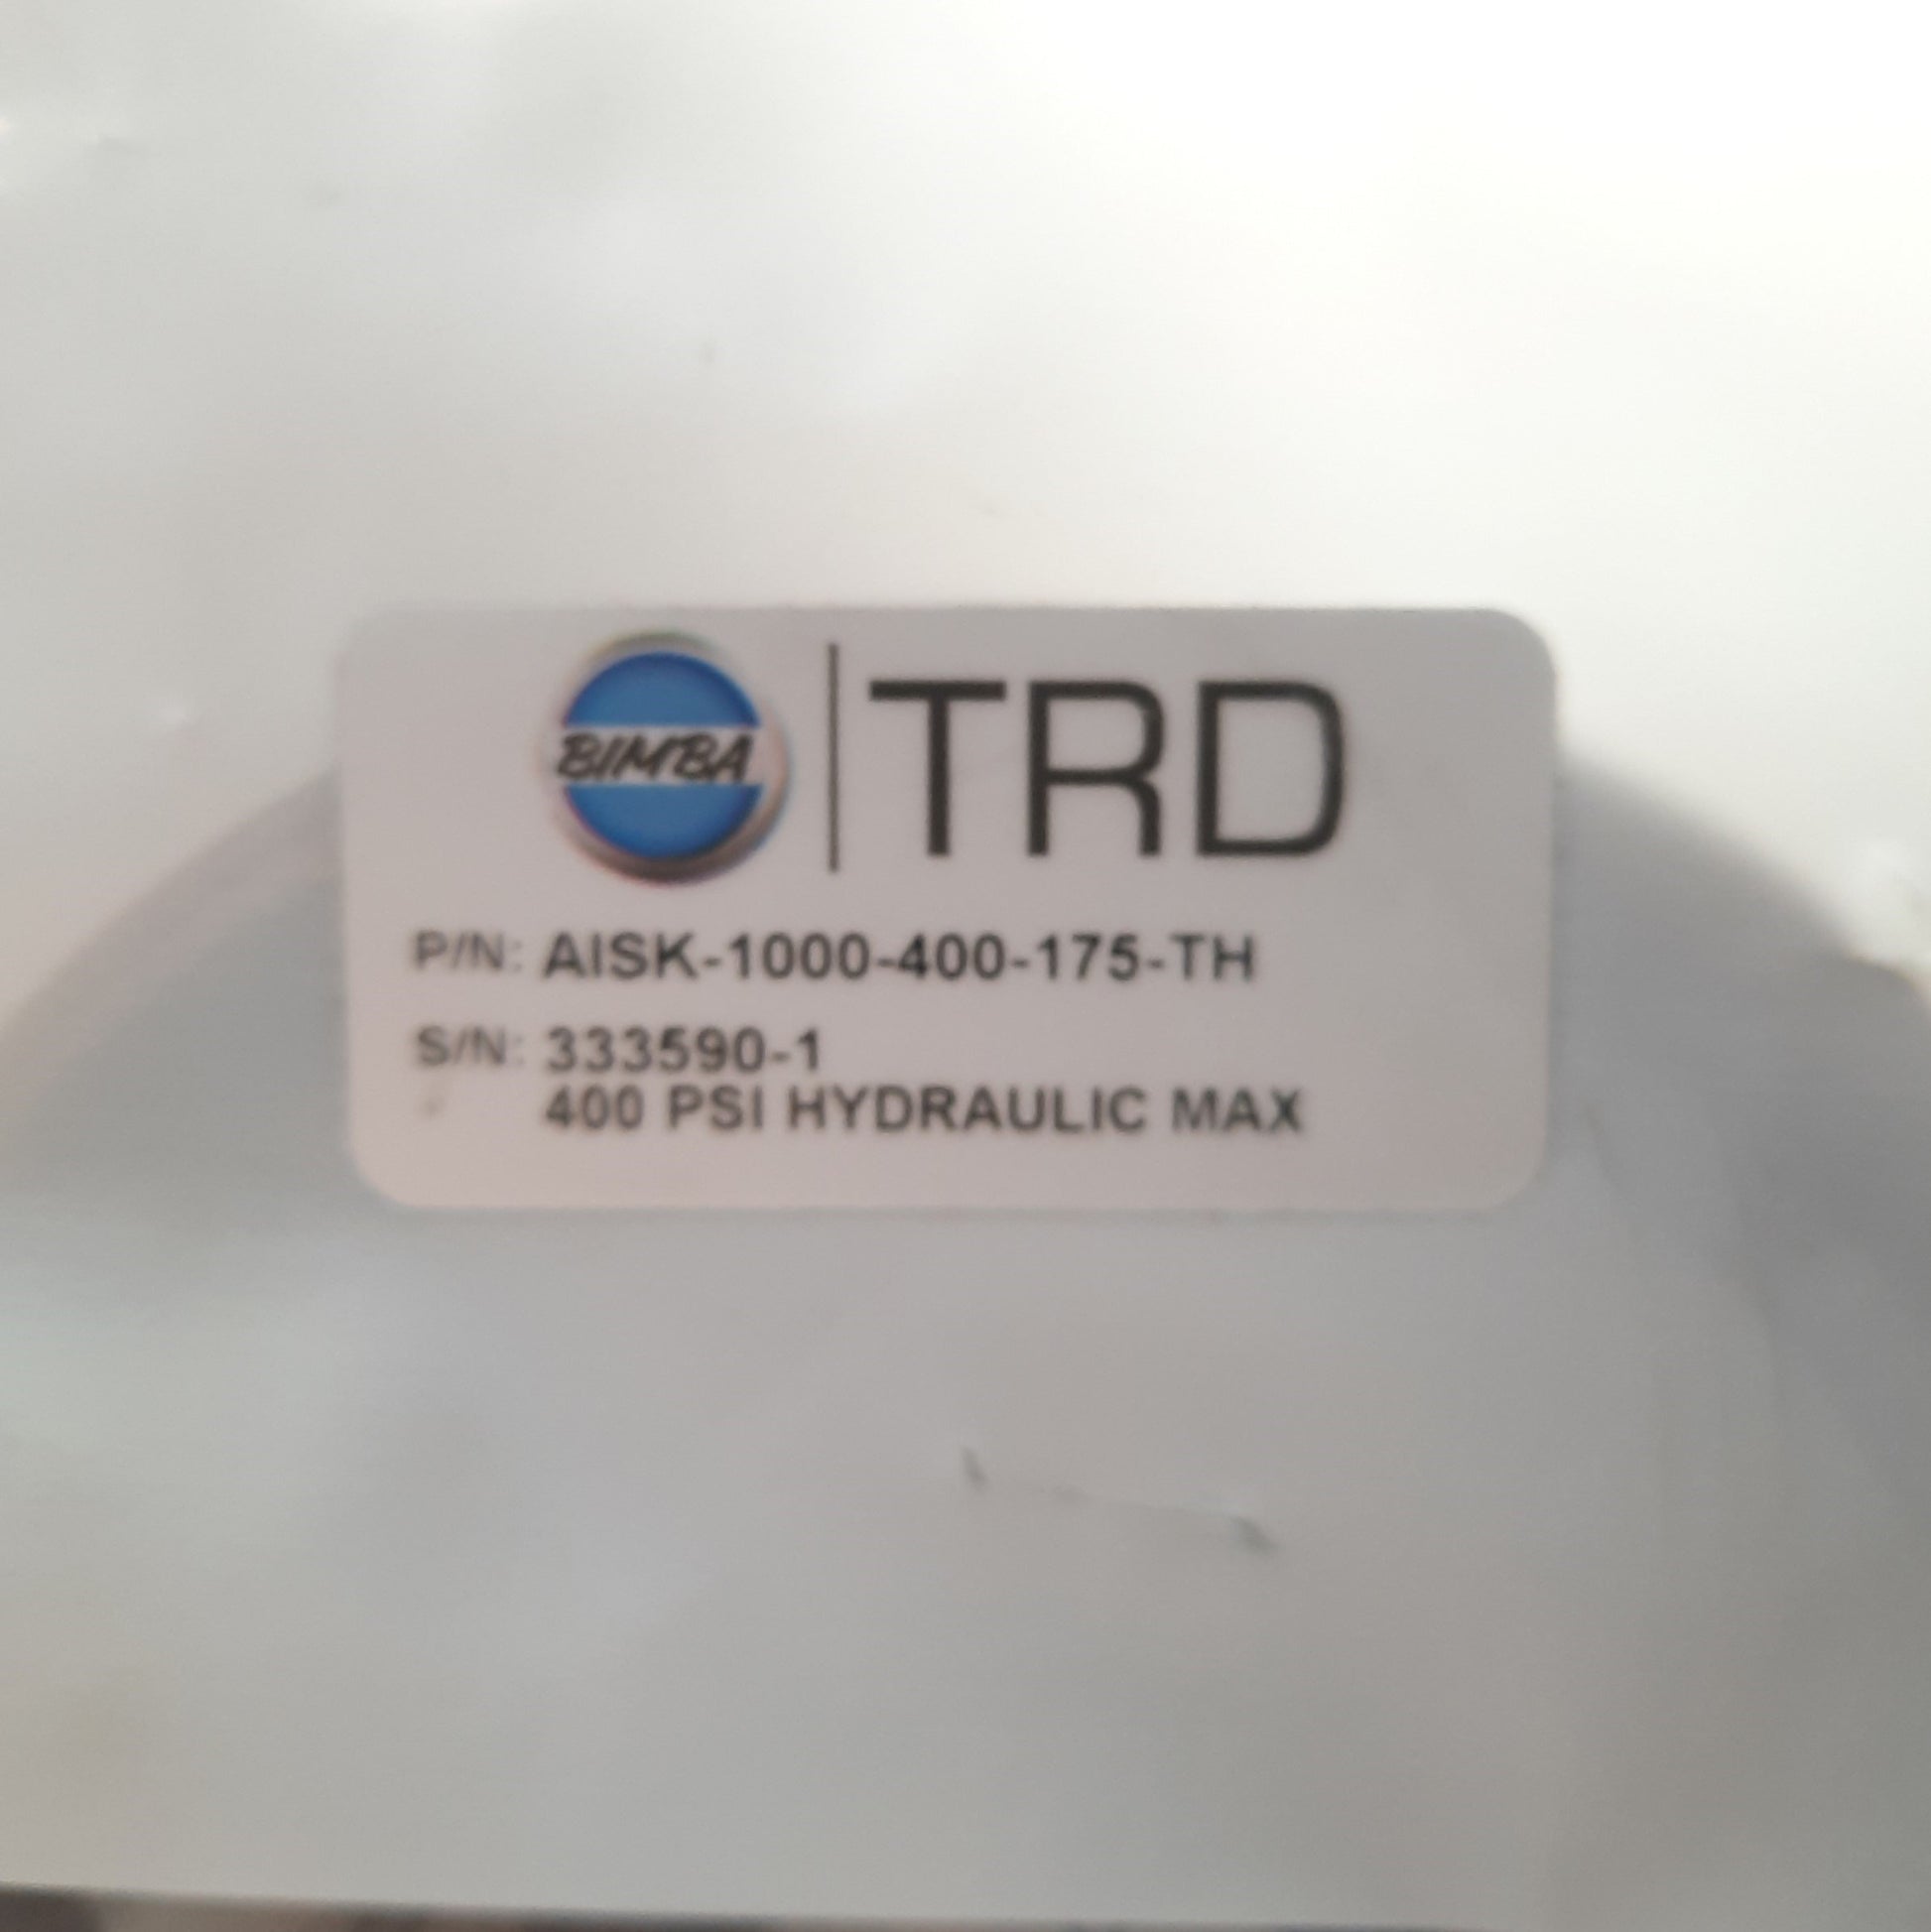 BIMBA
TRD
P/N: AISK-1000-400-175-TH
S/N: 333590-1
400 PSI HYDRAULIC MAX